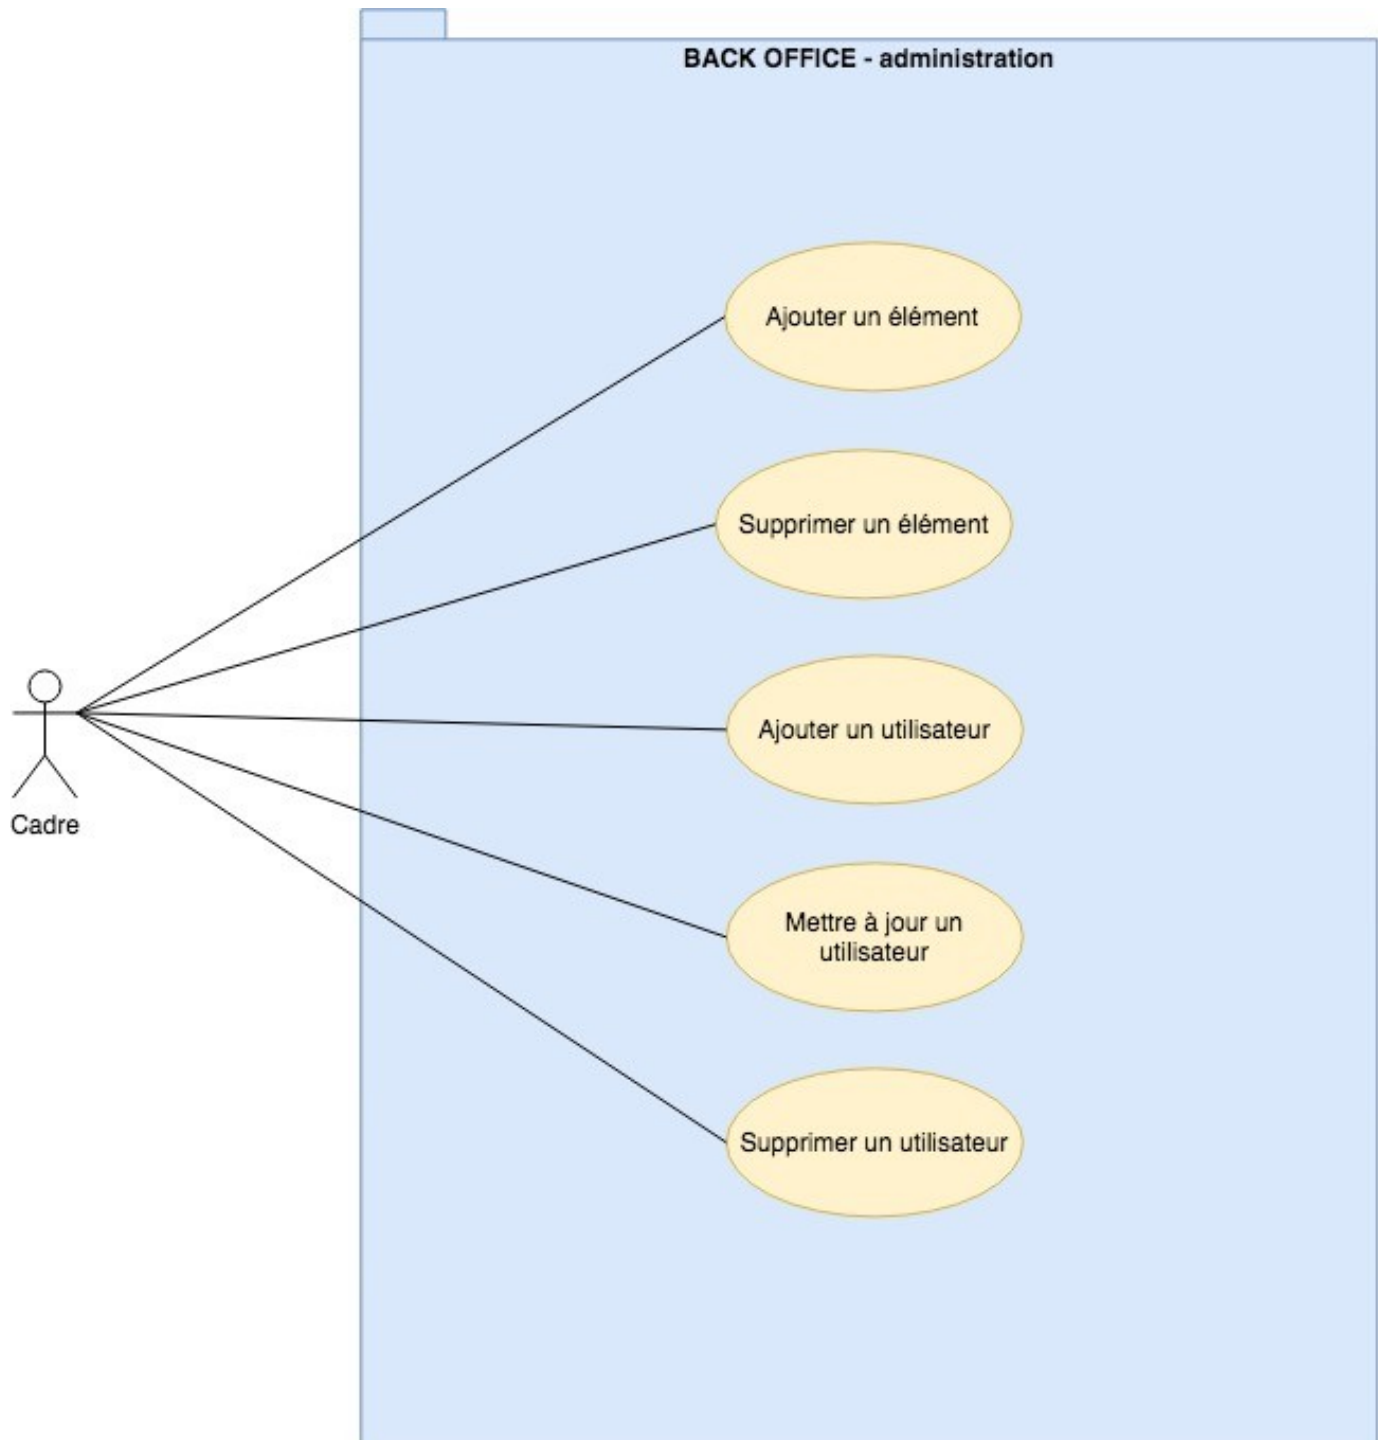 BACK OFFICE - administration
Ajouter un élément
Supprimer un élément
Ajouter un utilisateur
Cadre
Mettre à jour un
utilisateur
Supprimer un utilisateur